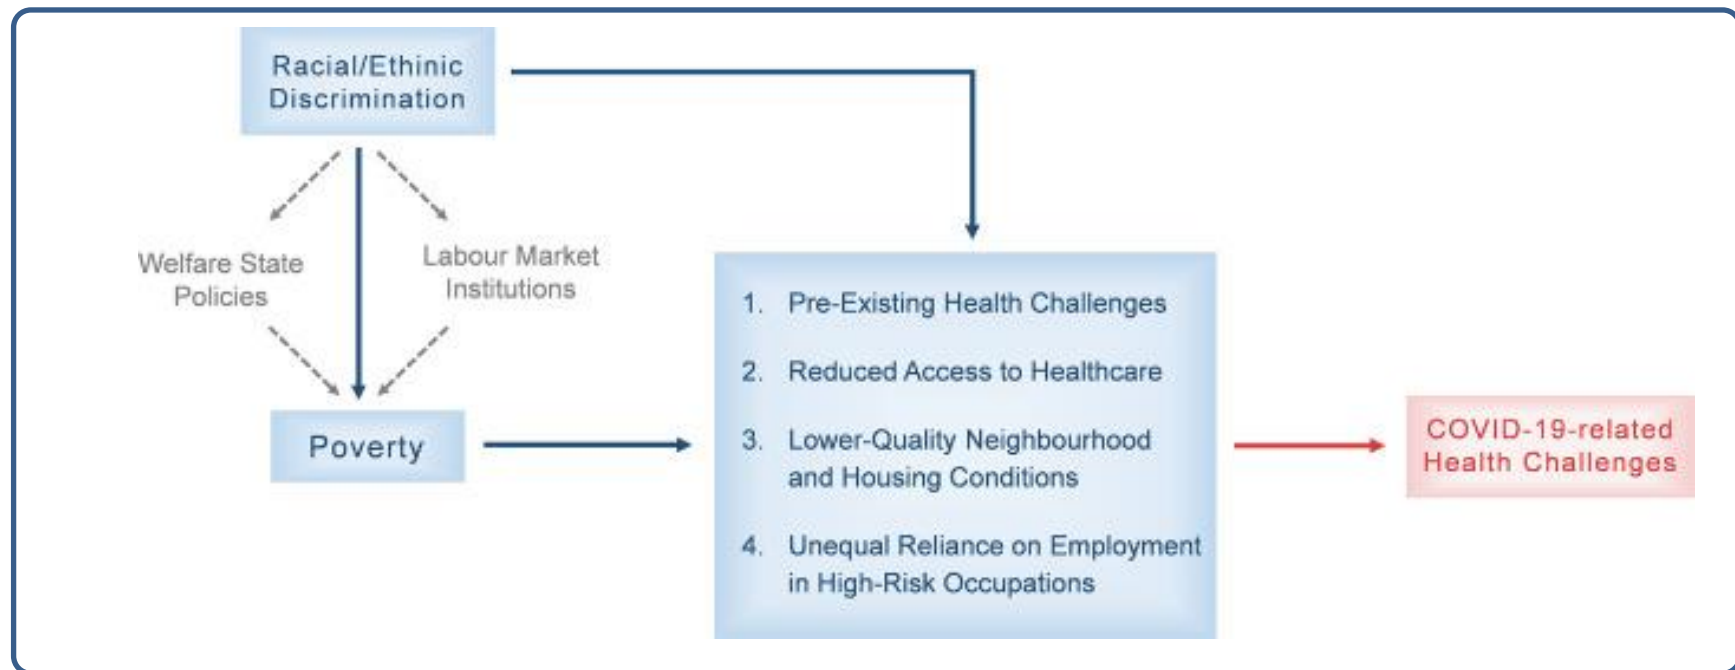 Racial/Ethinic
Discrimination
Welfare State
Policies
Labour Market
Institutions
Poverty
1. Pre-Existing Health Challenges
2. Reduced Access to Healthcare
3. Lower-Quality Neighbourhood
and Housing Conditions
4. Unequal Reliance on Employment
in High-Risk Occupations
COVID-19-related
Health Challenges